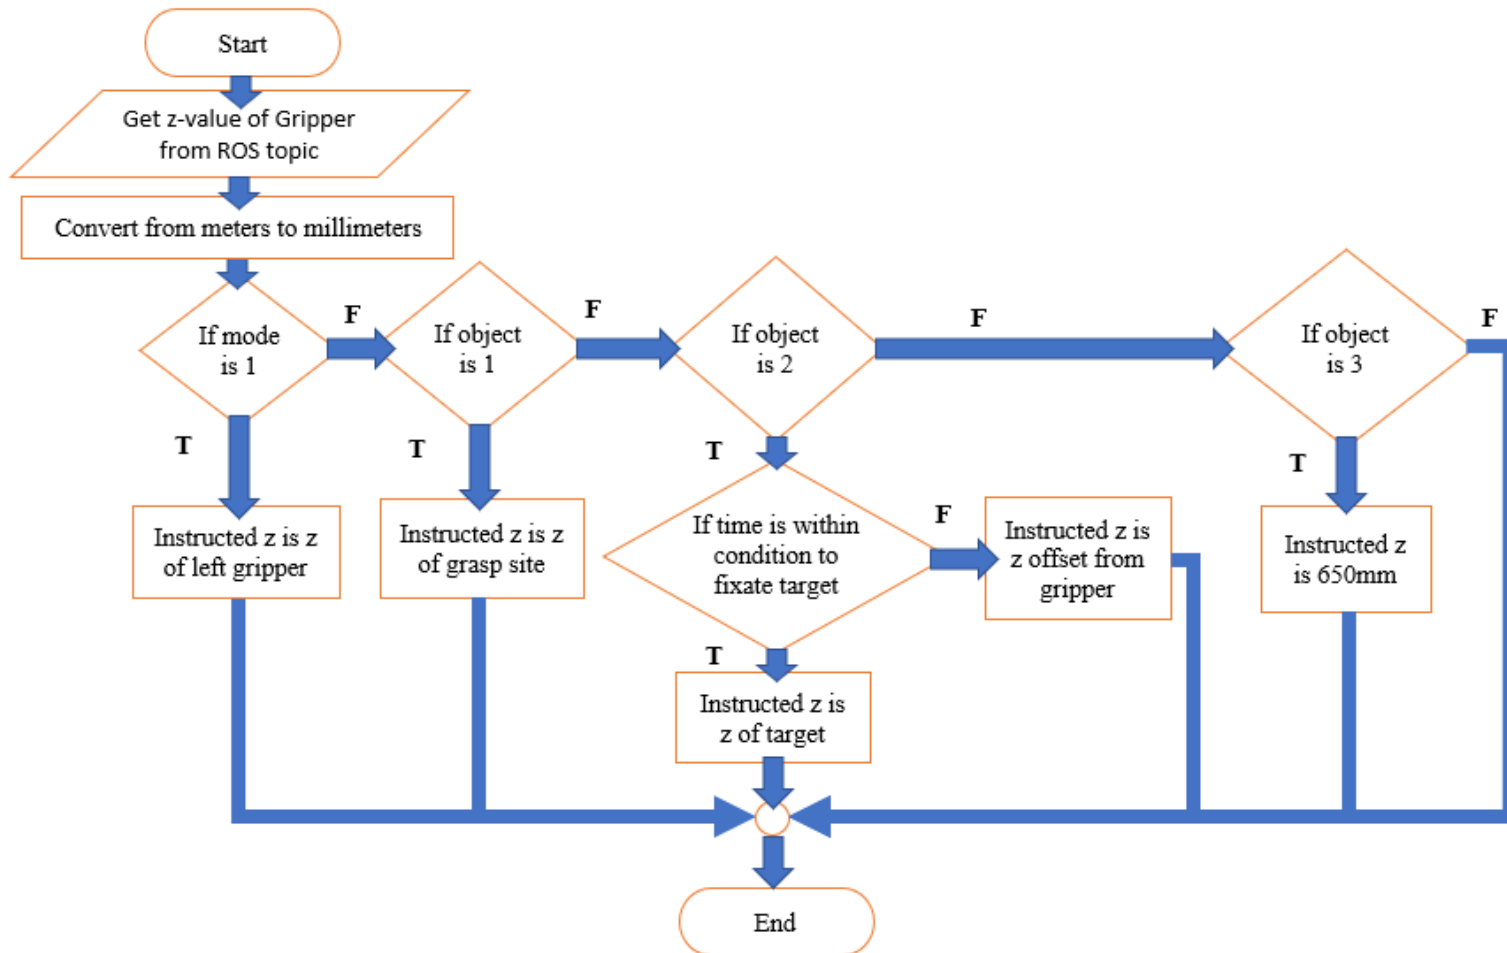 Start
Get z-value of Gripper
from ROS topic
Convert from meters to millimeters
If mode
is 1
F
T
If object
is 1
F
T
If object
is 2
F
T
If object
is 3
F
T
Instructed z is z
of left gripper
Instructed z is z
of grasp site
If time is within
condition to
fixate target
F
T
Instructed z is
z offset from
gripper
Instructed z
is 650mm
Instructed z is
z of target
End